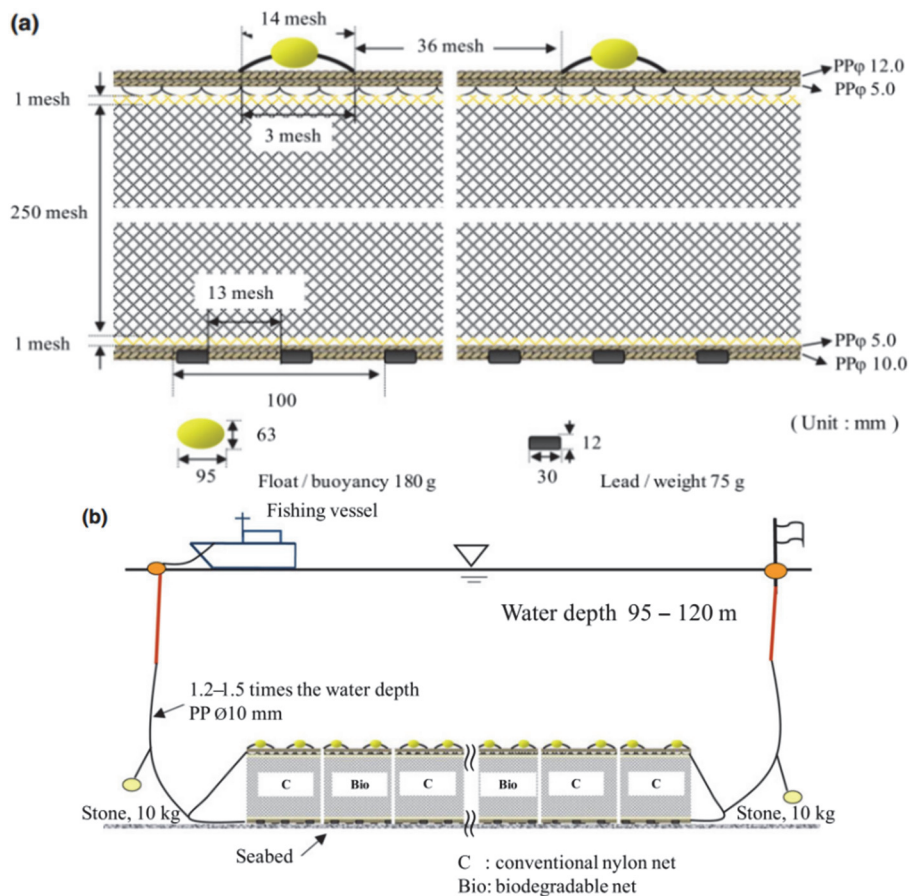 (a)
14 mesh
36 mesh
PPφ 12.0
PPφ 5.0
1 mesh
3 mesh
250 mesh
13 mesh
1 mesh
PPφ 5.0
PPφ 10.0
100
(Unit : mm )
63
12
95
Float / buoyancy 180 g
30
Lead / weight 75 g
(b)
Fishing vessel
Water depth 95 – 120 m
1.2–1.5 times the water depth
PP Ø10 mm
C
Bio
C
Bio
C
C
Stone, 10 kg
Stone, 10 kg
Seabed
C : conventional nylon net
Bio: biodegradable net